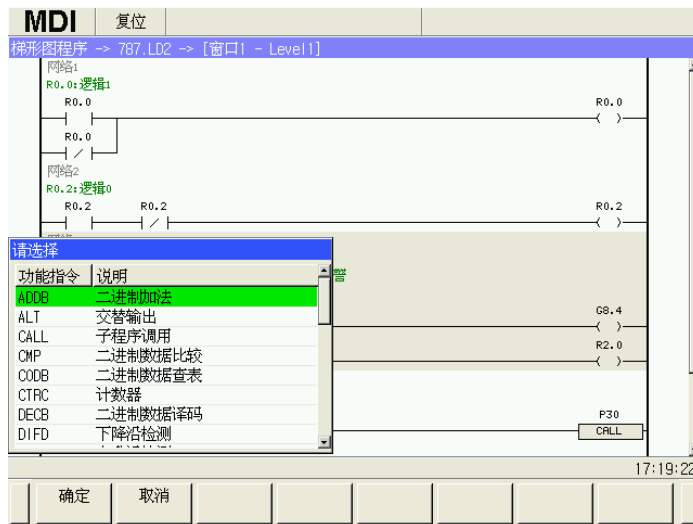 MDI 复位
梯形图程序 -> 787.LD2 -> [窗口1 - Level1]
网络1
R0.0:逻辑1
R0.0 R0.0
R0.0
网络2
R0.2:逻辑0
R0.2 R0.2 R0.2
请选择
功能指令 说明
警
ADDB 二进制加法
ALT 交替输出
G8.4
CALL 子程序调用
R2.0
CMP 二进制数据比较
CODB 二进制数据查表
CTRC 计数器
DECB 二进制数据译码
P30
DIFD 下降沿检测
CALL
17:19:22
确定 取消